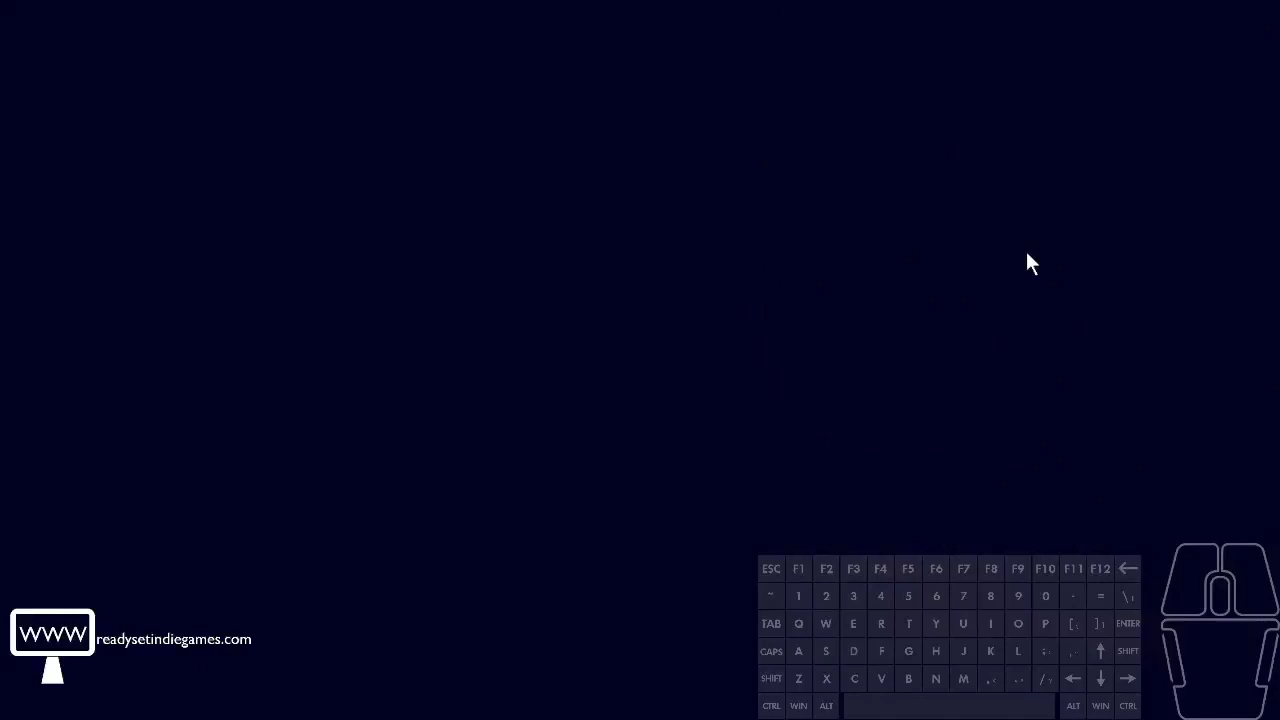 ESC F1 F2 F3 F4 F5 F6 F7 F8 F9 F10 F11 F12 ←
~ 1 2 3 4 5 6 7 8 9 0 - = \
TAB Q W E R T Y U I O P [ ] ENTER
CAPS A S D F G H J K L ; ↑ SHIFT
SHIFT Z X C V B N M , . / ← ↓ →
CTRL WIN ALT ALT WIN CTRL
WWW readysetindiegames.com